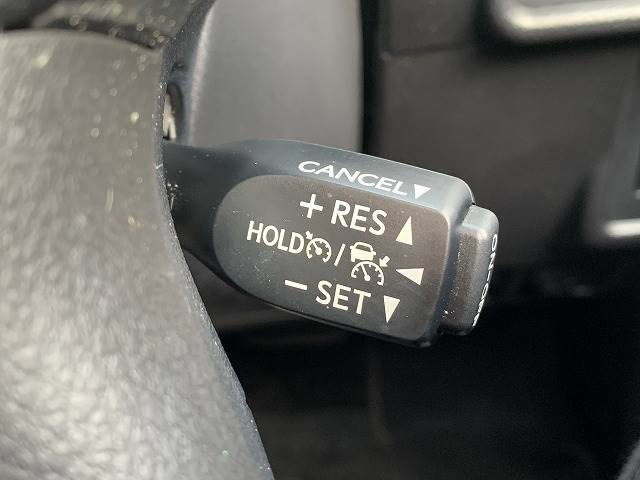 CANCEL▼
+ RES ▲
HOLD / ◀
− SET ▼